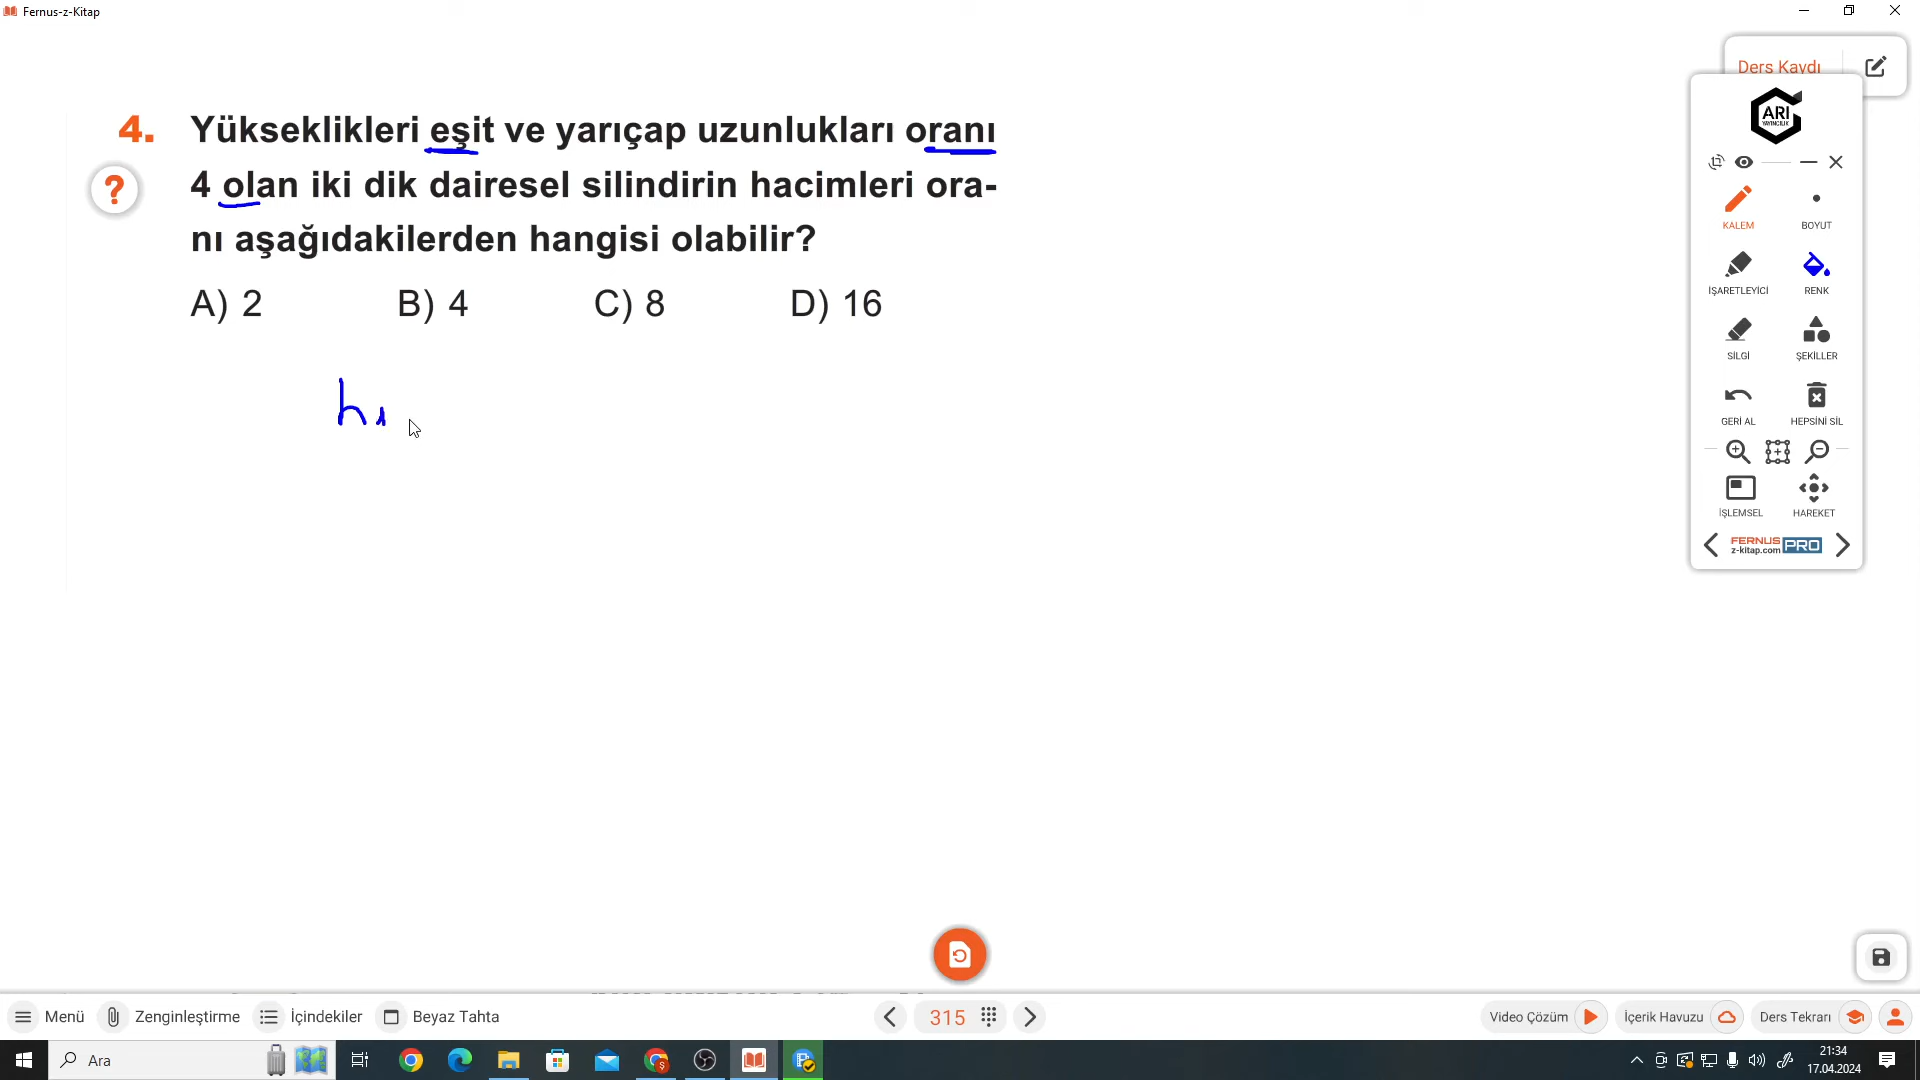 Fernus-z-Kitap
Ders Kaydı
ARI
YAYINCILIK
4. Yükseklikleri eşit ve yarıçap uzunlukları oranı
? 4 olan iki dik dairesel silindirin hacimleri ora-
nı aşağıdakilerden hangisi olabilir?
A) 2 B) 4 C) 8 D) 16
h1
KALEM BOYUT
İŞARETLEYİCİ RENK
SİLGİ ŞEKİLLER
GERİ AL HEPSİNİ SİL
İŞLEMSEL HAREKET
FERNUS
z-kitap.com PRO
Menü Zenginleştirme İçindekiler Beyaz Tahta 315 Video Çözüm İçerik Havuzu Ders Tekrarı
Ara 21:34
17.04.2024